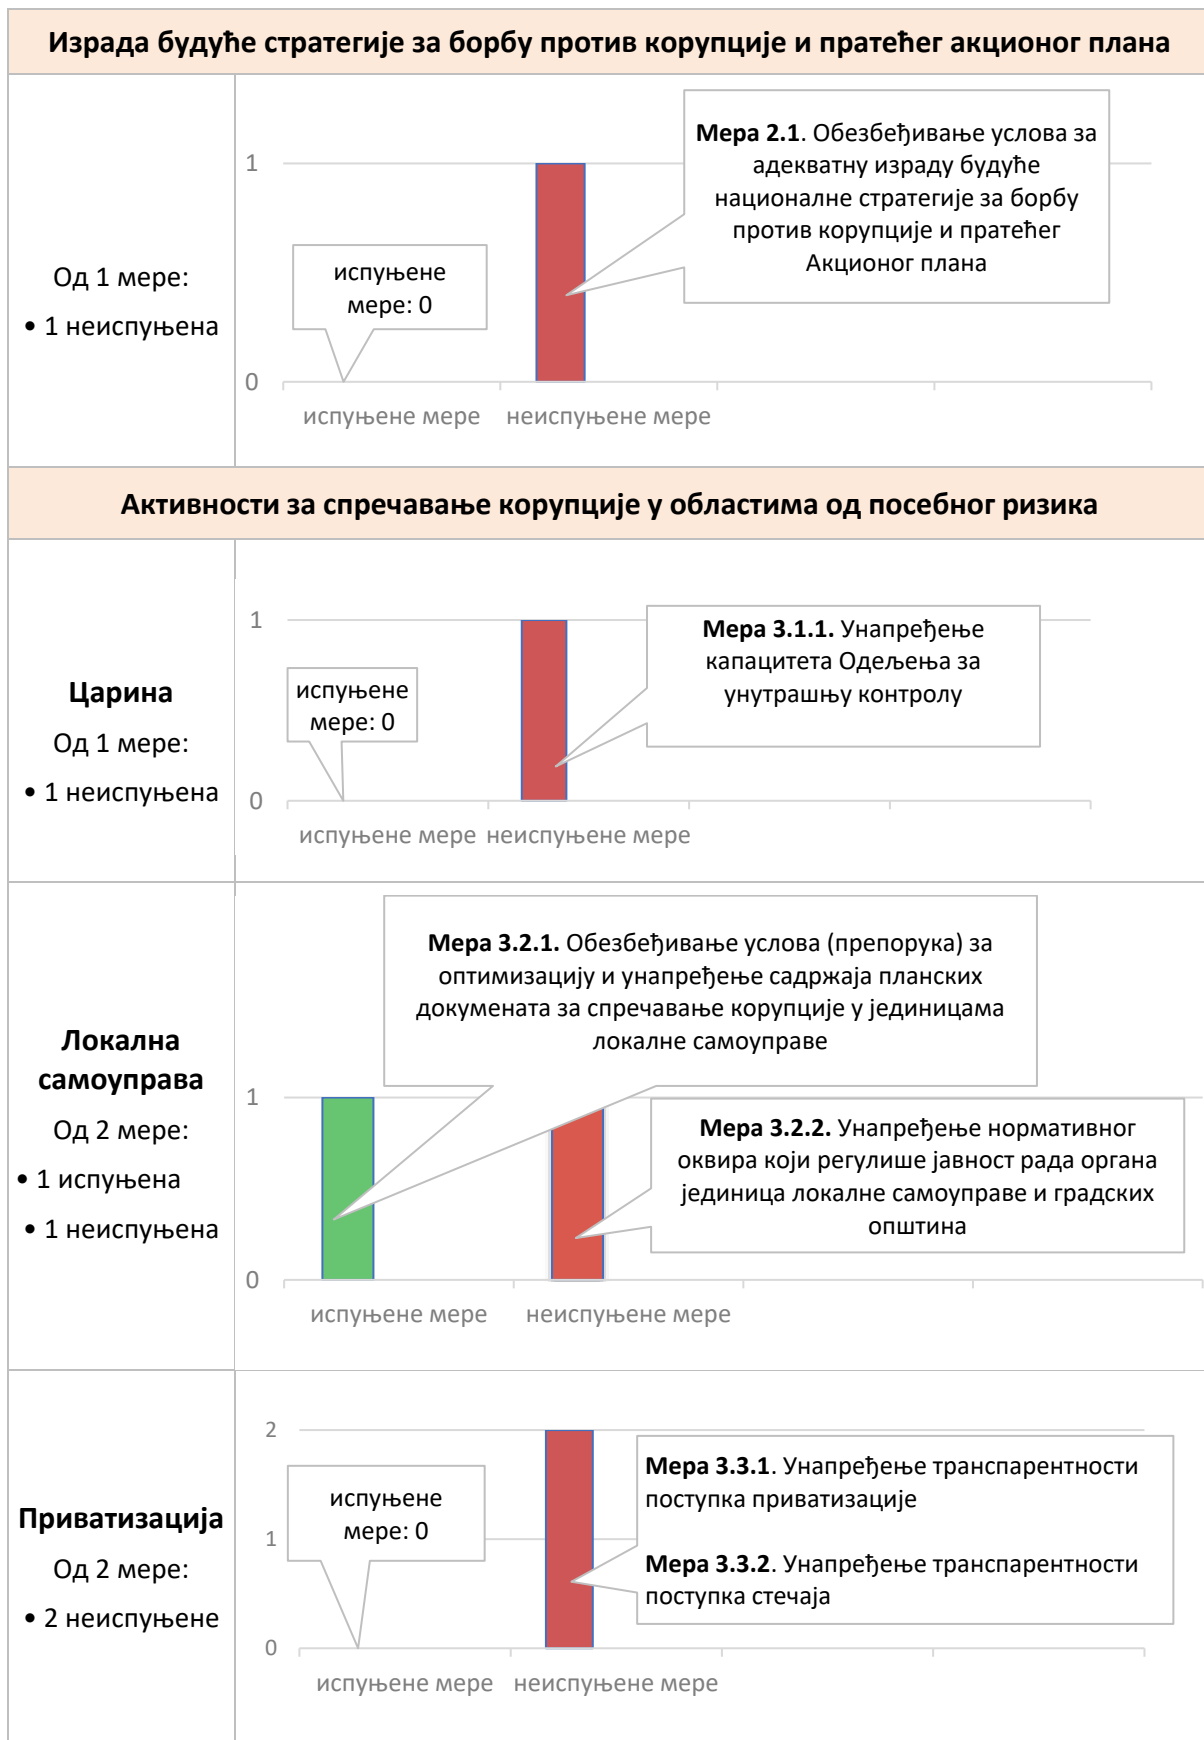 Израда будуће стратегије за борбу против корупције и пратећег акционог плана
Од 1 мере:
• 1 неиспуњена
1
0
испуњене
мере: 0
Мера 2.1. Обезбеђивање услова за
адекватну израду будуће
националне стратегије за борбу
против корупције и пратећег
Акционог плана
испуњене мере
неиспуњене мере
Активности за спречавање корупције у областима од посебног ризика
Царина
Од 1 мере:
• 1 неиспуњена
1
0
испуњене
мере: 0
Мера 3.1.1. Унапређење
капацитета Одељења за
унутрашњу контролу
испуњене мере
неиспуњене мере
Локална
самоуправа
Од 2 мере:
• 1 испуњена
• 1 неиспуњена
Мера 3.2.1. Обезбеђивање услова (препорука) за
оптимизацију и унапређење садржаја планских
докумената за спречавање корупције у јединицама
локалне самоуправе
1
0
Мера 3.2.2. Унапређење нормативног
оквира који регулише јавност рада органа
јединица локалне самоуправе и градских
општина
испуњене мере
неиспуњене мере
Приватизација
Од 2 мере:
• 2 неиспуњене
2
1
0
испуњене
мере: 0
Мера 3.3.1. Унапређење транспарентности
поступка приватизације
Мера 3.3.2. Унапређење транспарентности
поступка стечаја
испуњене мере
неиспуњене мере